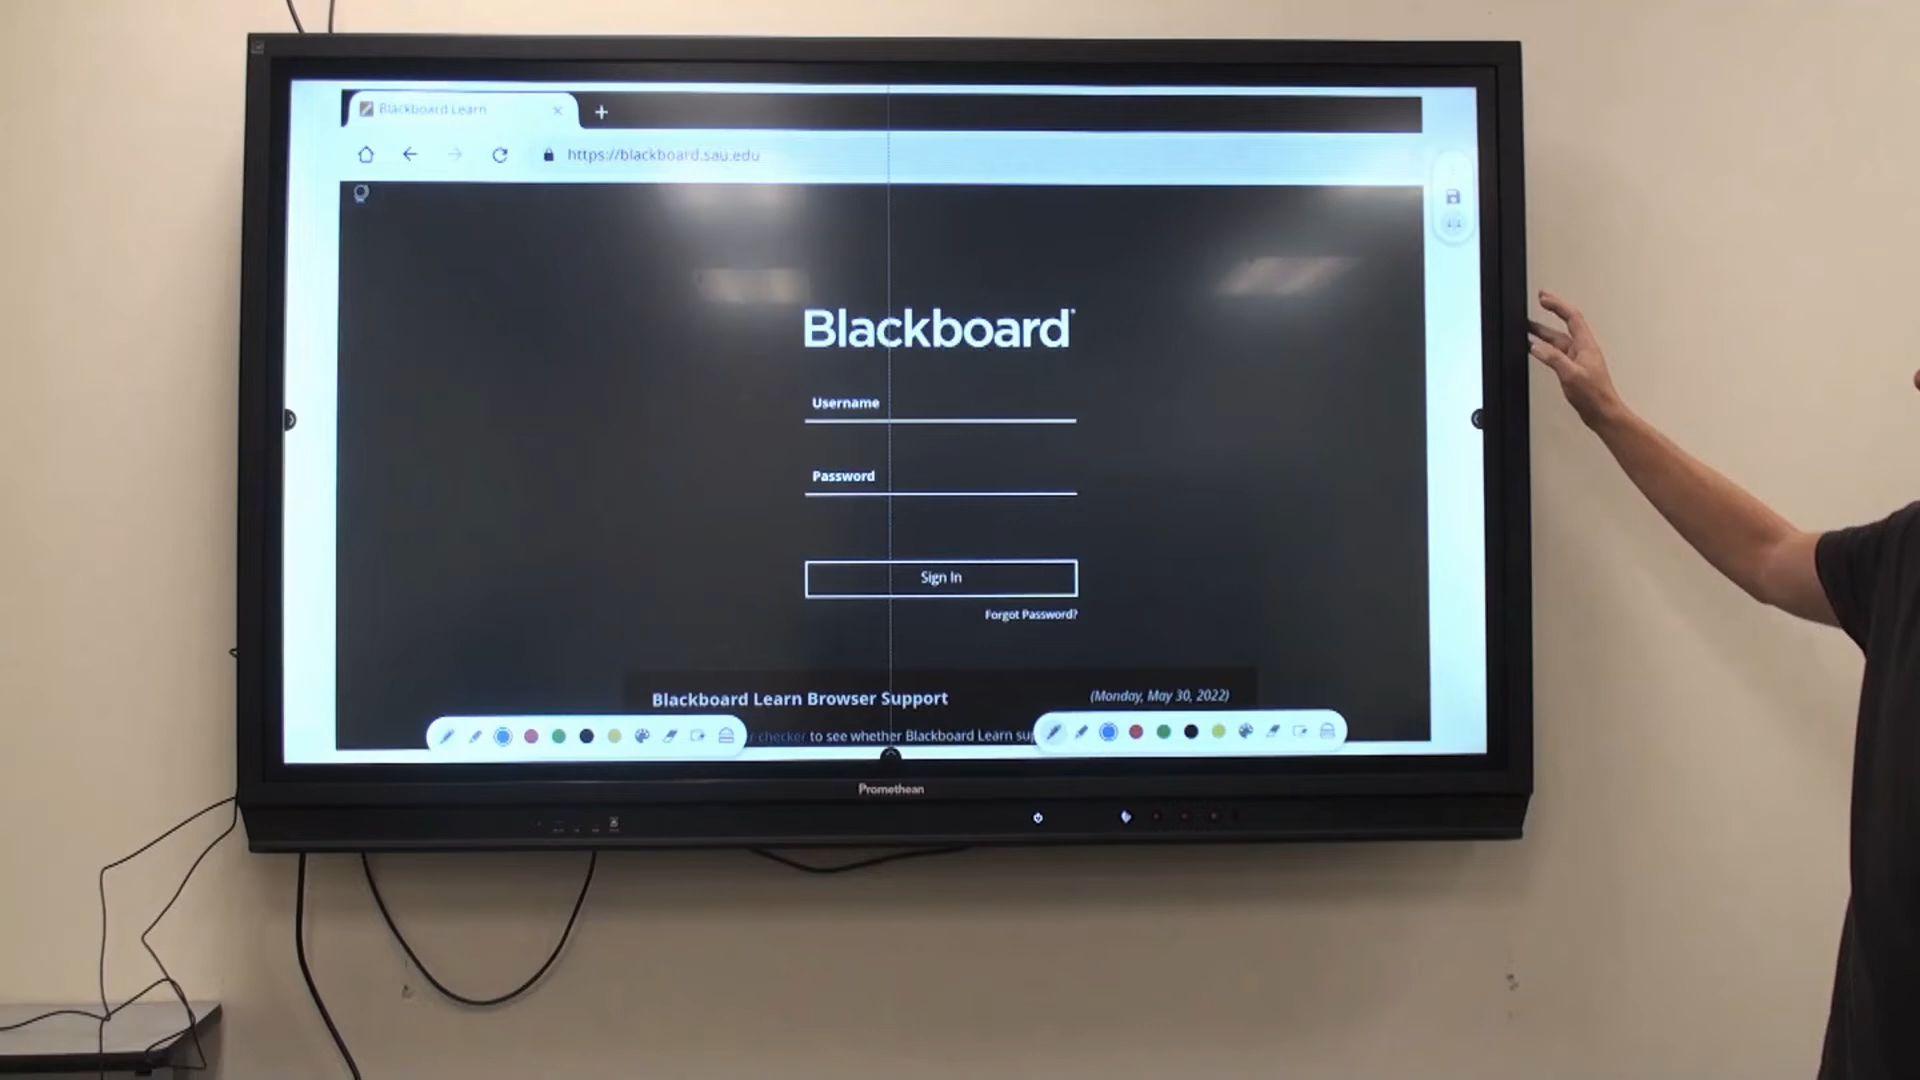 Blackboard Learn
https://blackboard.sau.edu
Blackboard
Username
Password
Sign In
Forgot Password?
Blackboard Learn Browser Support (Monday, May 30, 2022)
checker to see whether Blackboard Learn
Promethean